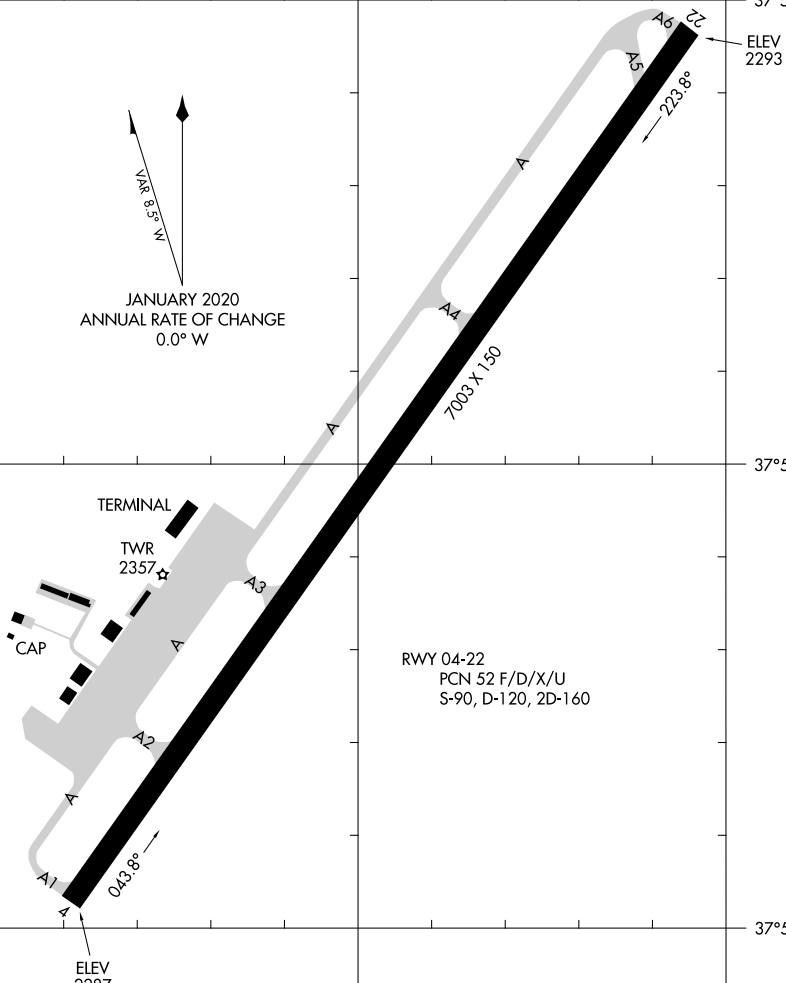 A6
22
ELEV
2293
A5
223.8°
A
VAR 8.5° W
JANUARY 2020
ANNUAL RATE OF CHANGE
0.0° W
A4
7003 X 150
A
TERMINAL
TWR
2357
A3
CAP
A
RWY 04-22
PCN 52 F/D/X/U
S-90, D-120, 2D-160
A2
A
043.8°
A1
4
ELEV